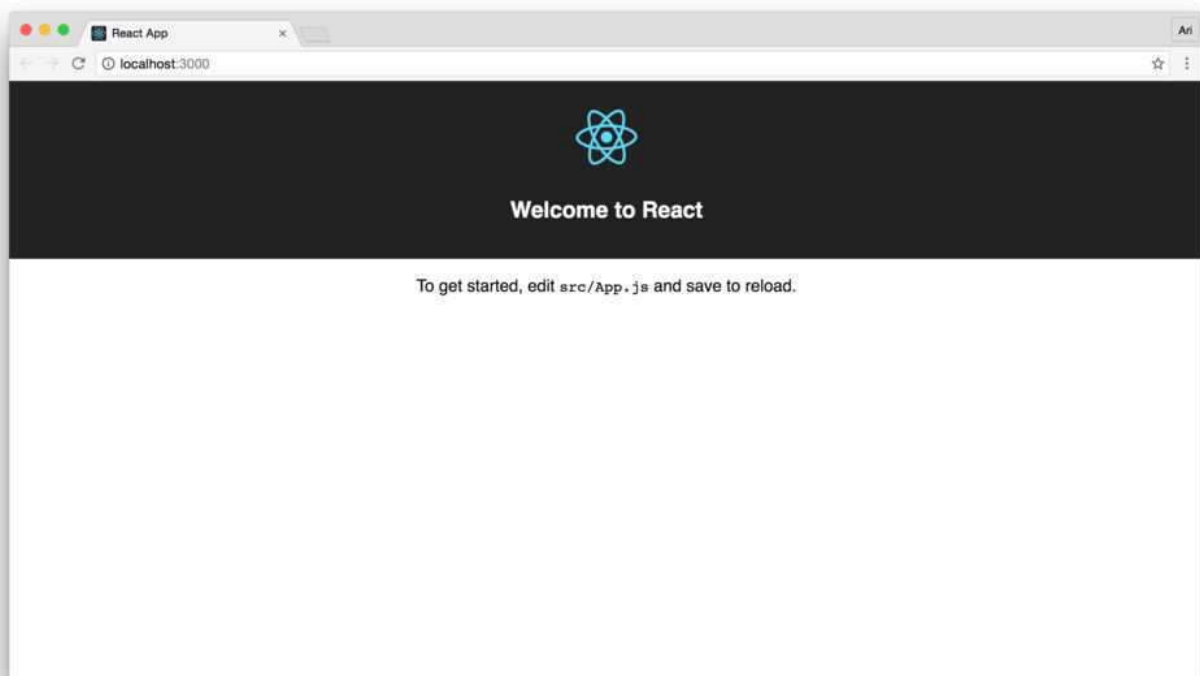 React App
Ari
localhost:3000
Welcome to React
To get started, edit src/App.js and save to reload.